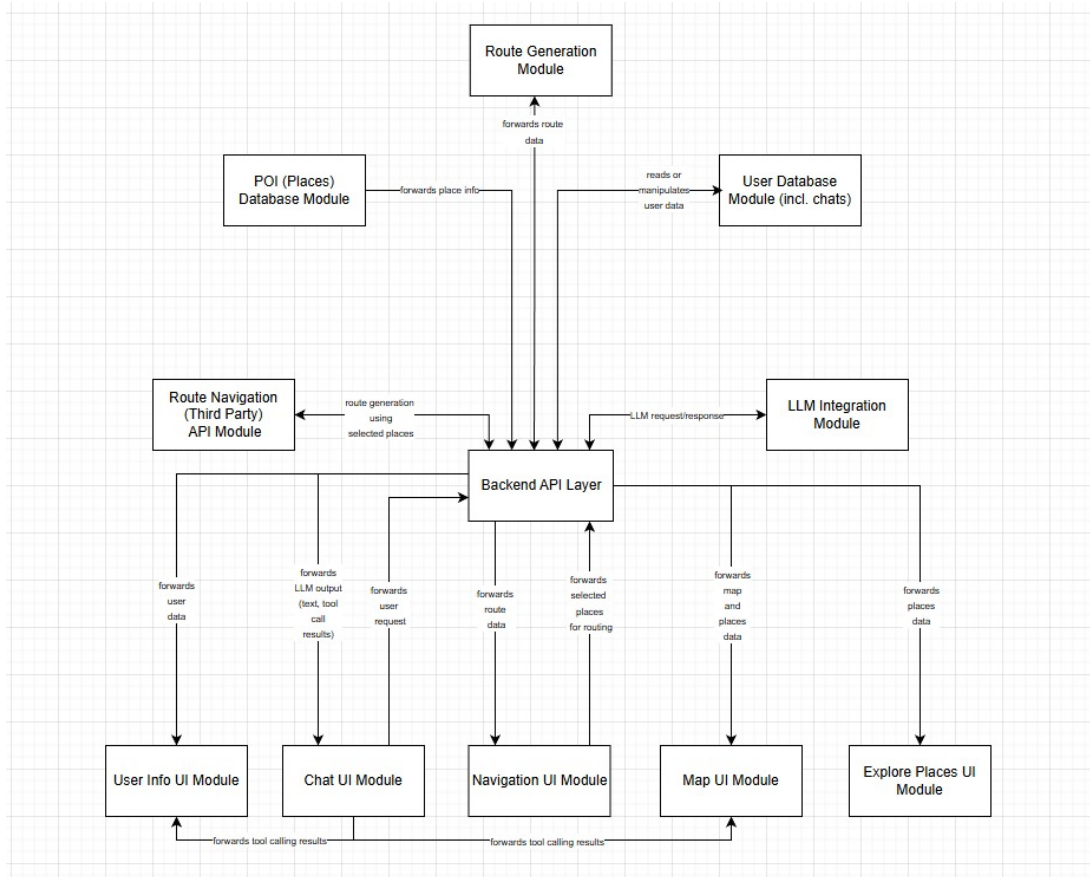 Route Generation
Module
forwards route
data
POI (Places)
Database Module
forwards place info
reads or
manipulates
user data
User Database
Module (incl. chats)
Route Navigation
(Third Party)
API Module
route generation
using
selected places
LLM request/response
LLM Integration
Module
Backend API Layer
forwards
user
data
forwards
LLM output
(text, tool
call
results)
forwards
user
request
forwards
route
data
forwards
selected
places
for routing
forwards
map
and
places
data
forwards
places
data
User Info UI Module
Chat UI Module
Navigation UI Module
Map UI Module
Explore Places UI
Module
forwards tool calling results
forwards tool calling results